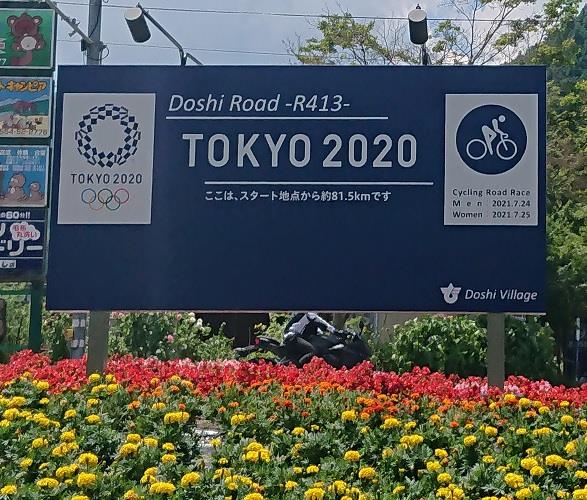 Doshi Road -R413-
TOKYO 2020
ここは、スタート地点から約81.5kmです
TOKYO 2020
Cycling Road Race
Men 2021.7.24
Women 2021.7.25
Doshi Village